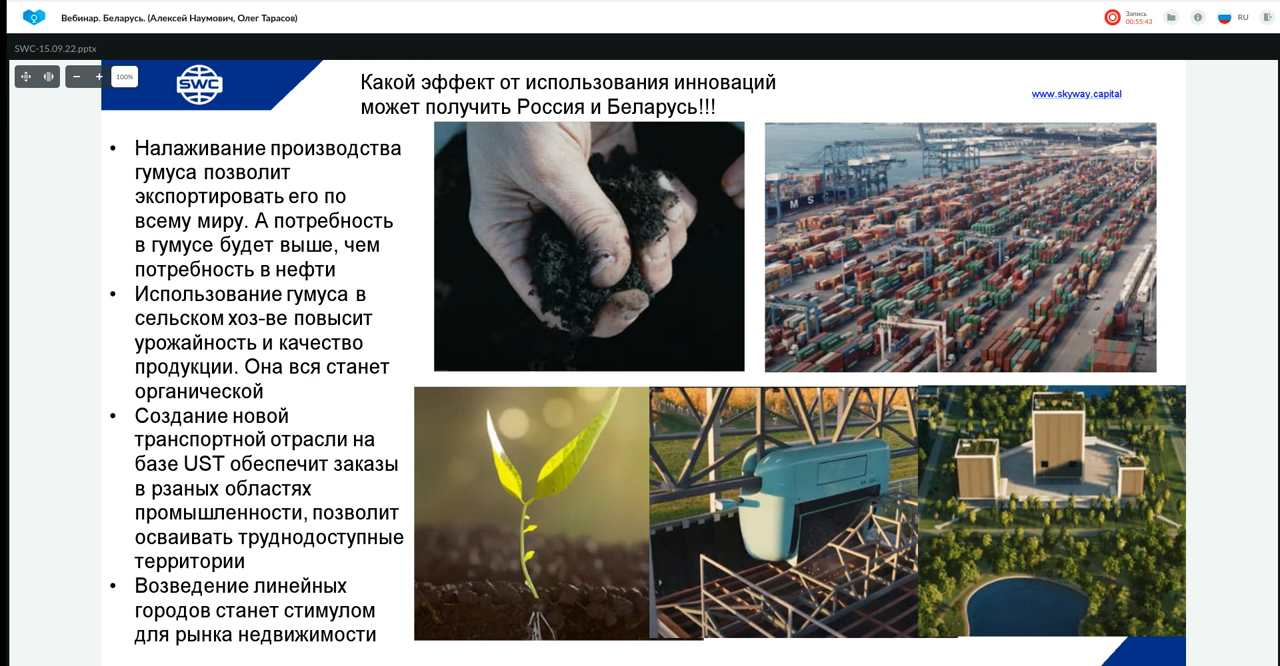 Вебинар. Беларусь. (Алексей Наумович, Олег Тарасов)
Запись
00:55:43
RU
SWC-15.09.22.pptx
100%
SWC
Какой эффект от использования инноваций
может получить Россия и Беларусь!!!
www.skyway.capital
• Налаживание производства
гумуса позволит
экспортировать его по
всему миру. А потребность
в гумусе будет выше, чем
потребность в нефти
• Использование гумуса в
сельском хоз-ве повысит
урожайность и качество
продукции. Она вся станет
органической
• Создание новой
транспортной отрасли на
базе UST обеспечит заказы
в рзаных областях
промышленности, позволит
осваивать труднодоступные
территории
• Возведение линейных
городов станет стимулом
для рынка недвижимости
M S C